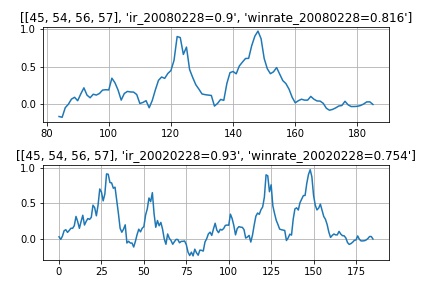 [[45, 54, 56, 57], 'ir_20080228=0.9', 'winrate_20080228=0.816']
1.0
0.5
0.0
80 100 120 140 160 180
[[45, 54, 56, 57], 'ir_20020228=0.93', 'winrate_20020228=0.754']
1.0
0.5
0.0
0 25 50 75 100 125 150 175